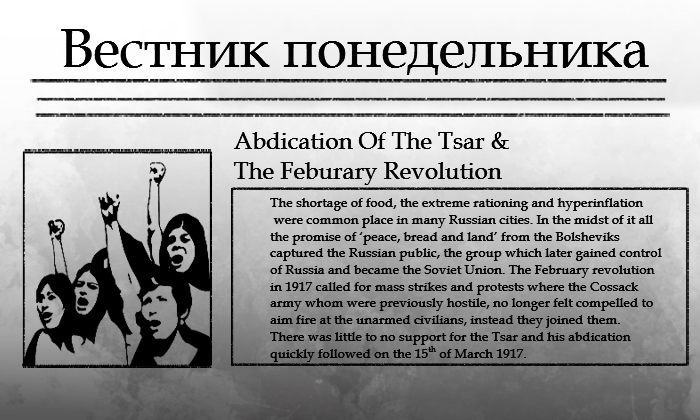 Вестник понедельника
Abdication Of The Tsar &
The Feburary Revolution
The shortage of food, the extreme rationing and hyperinflation
were common place in many Russian cities. In the midst of it all
the promise of ‘peace, bread and land’ from the Bolsheviks
captured the Russian public, the group which later gained control
of Russia and became the Soviet Union. The February revolution
in 1917 called for mass strikes and protests where the Cossack
army whom were previously hostile, no longer felt compelled to
aim fire at the unarmed civilians, instead they joined them.
There was little to no support for the Tsar and his abdication
quickly followed on the 15th of March 1917.